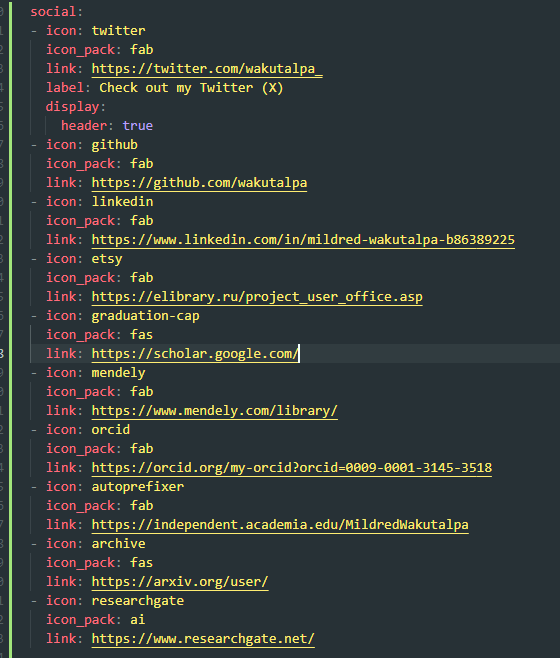 social:
- icon: twitter
icon_pack: fab
link: https://twitter.com/wakutalpa_
label: Check out my Twitter (X)
display:
header: true
- icon: github
icon_pack: fab
link: https://github.com/wakutalpa
- icon: linkedin
icon_pack: fab
link: https://www.linkedin.com/in/mildred-wakutalpa-b86389225
- icon: etsy
icon_pack: fab
link: https://elibrary.ru/project_user_office.asp
- icon: graduation-cap
icon_pack: fas
link: https://scholar.google.com/
- icon: mendely
icon_pack: fab
link: https://www.mendely.com/library/
- icon: orcid
icon_pack: fab
link: https://orcid.org/my-orcid?orcid=0009-0001-3145-3518
- icon: autoprefixer
icon_pack: fab
link: https://independent.academia.edu/MildredWakutalpa
- icon: archive
icon_pack: fas
link: https://arxiv.org/user/
- icon: researchgate
icon_pack: ai
link: https://www.researchgate.net/